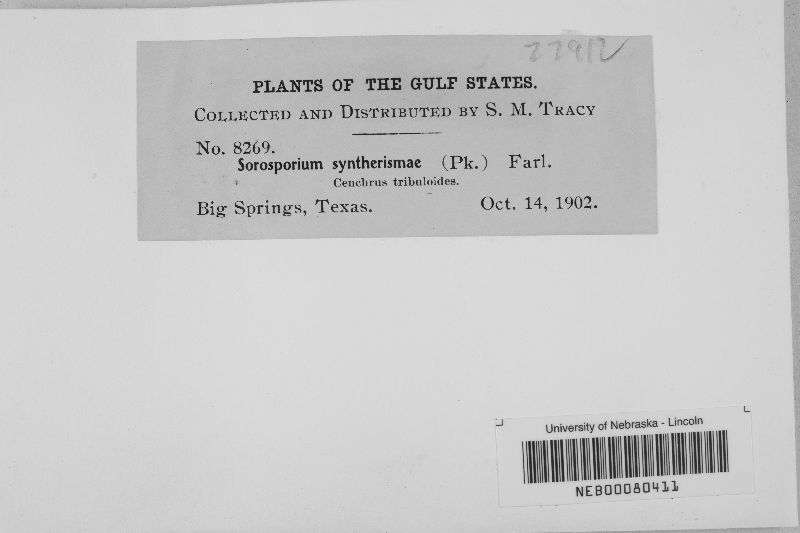 22912
PLANTS OF THE GULF STATES.
COLLECTED AND DISTRIBUTED BY S. M. TRACY
No. 8269.
Sorosporium syntherismae (Pk.) Farl.
Cenchrus tribuloides.
Big Springs, Texas. Oct. 14, 1902.
University of Nebraska - Lincoln
NEB00080411